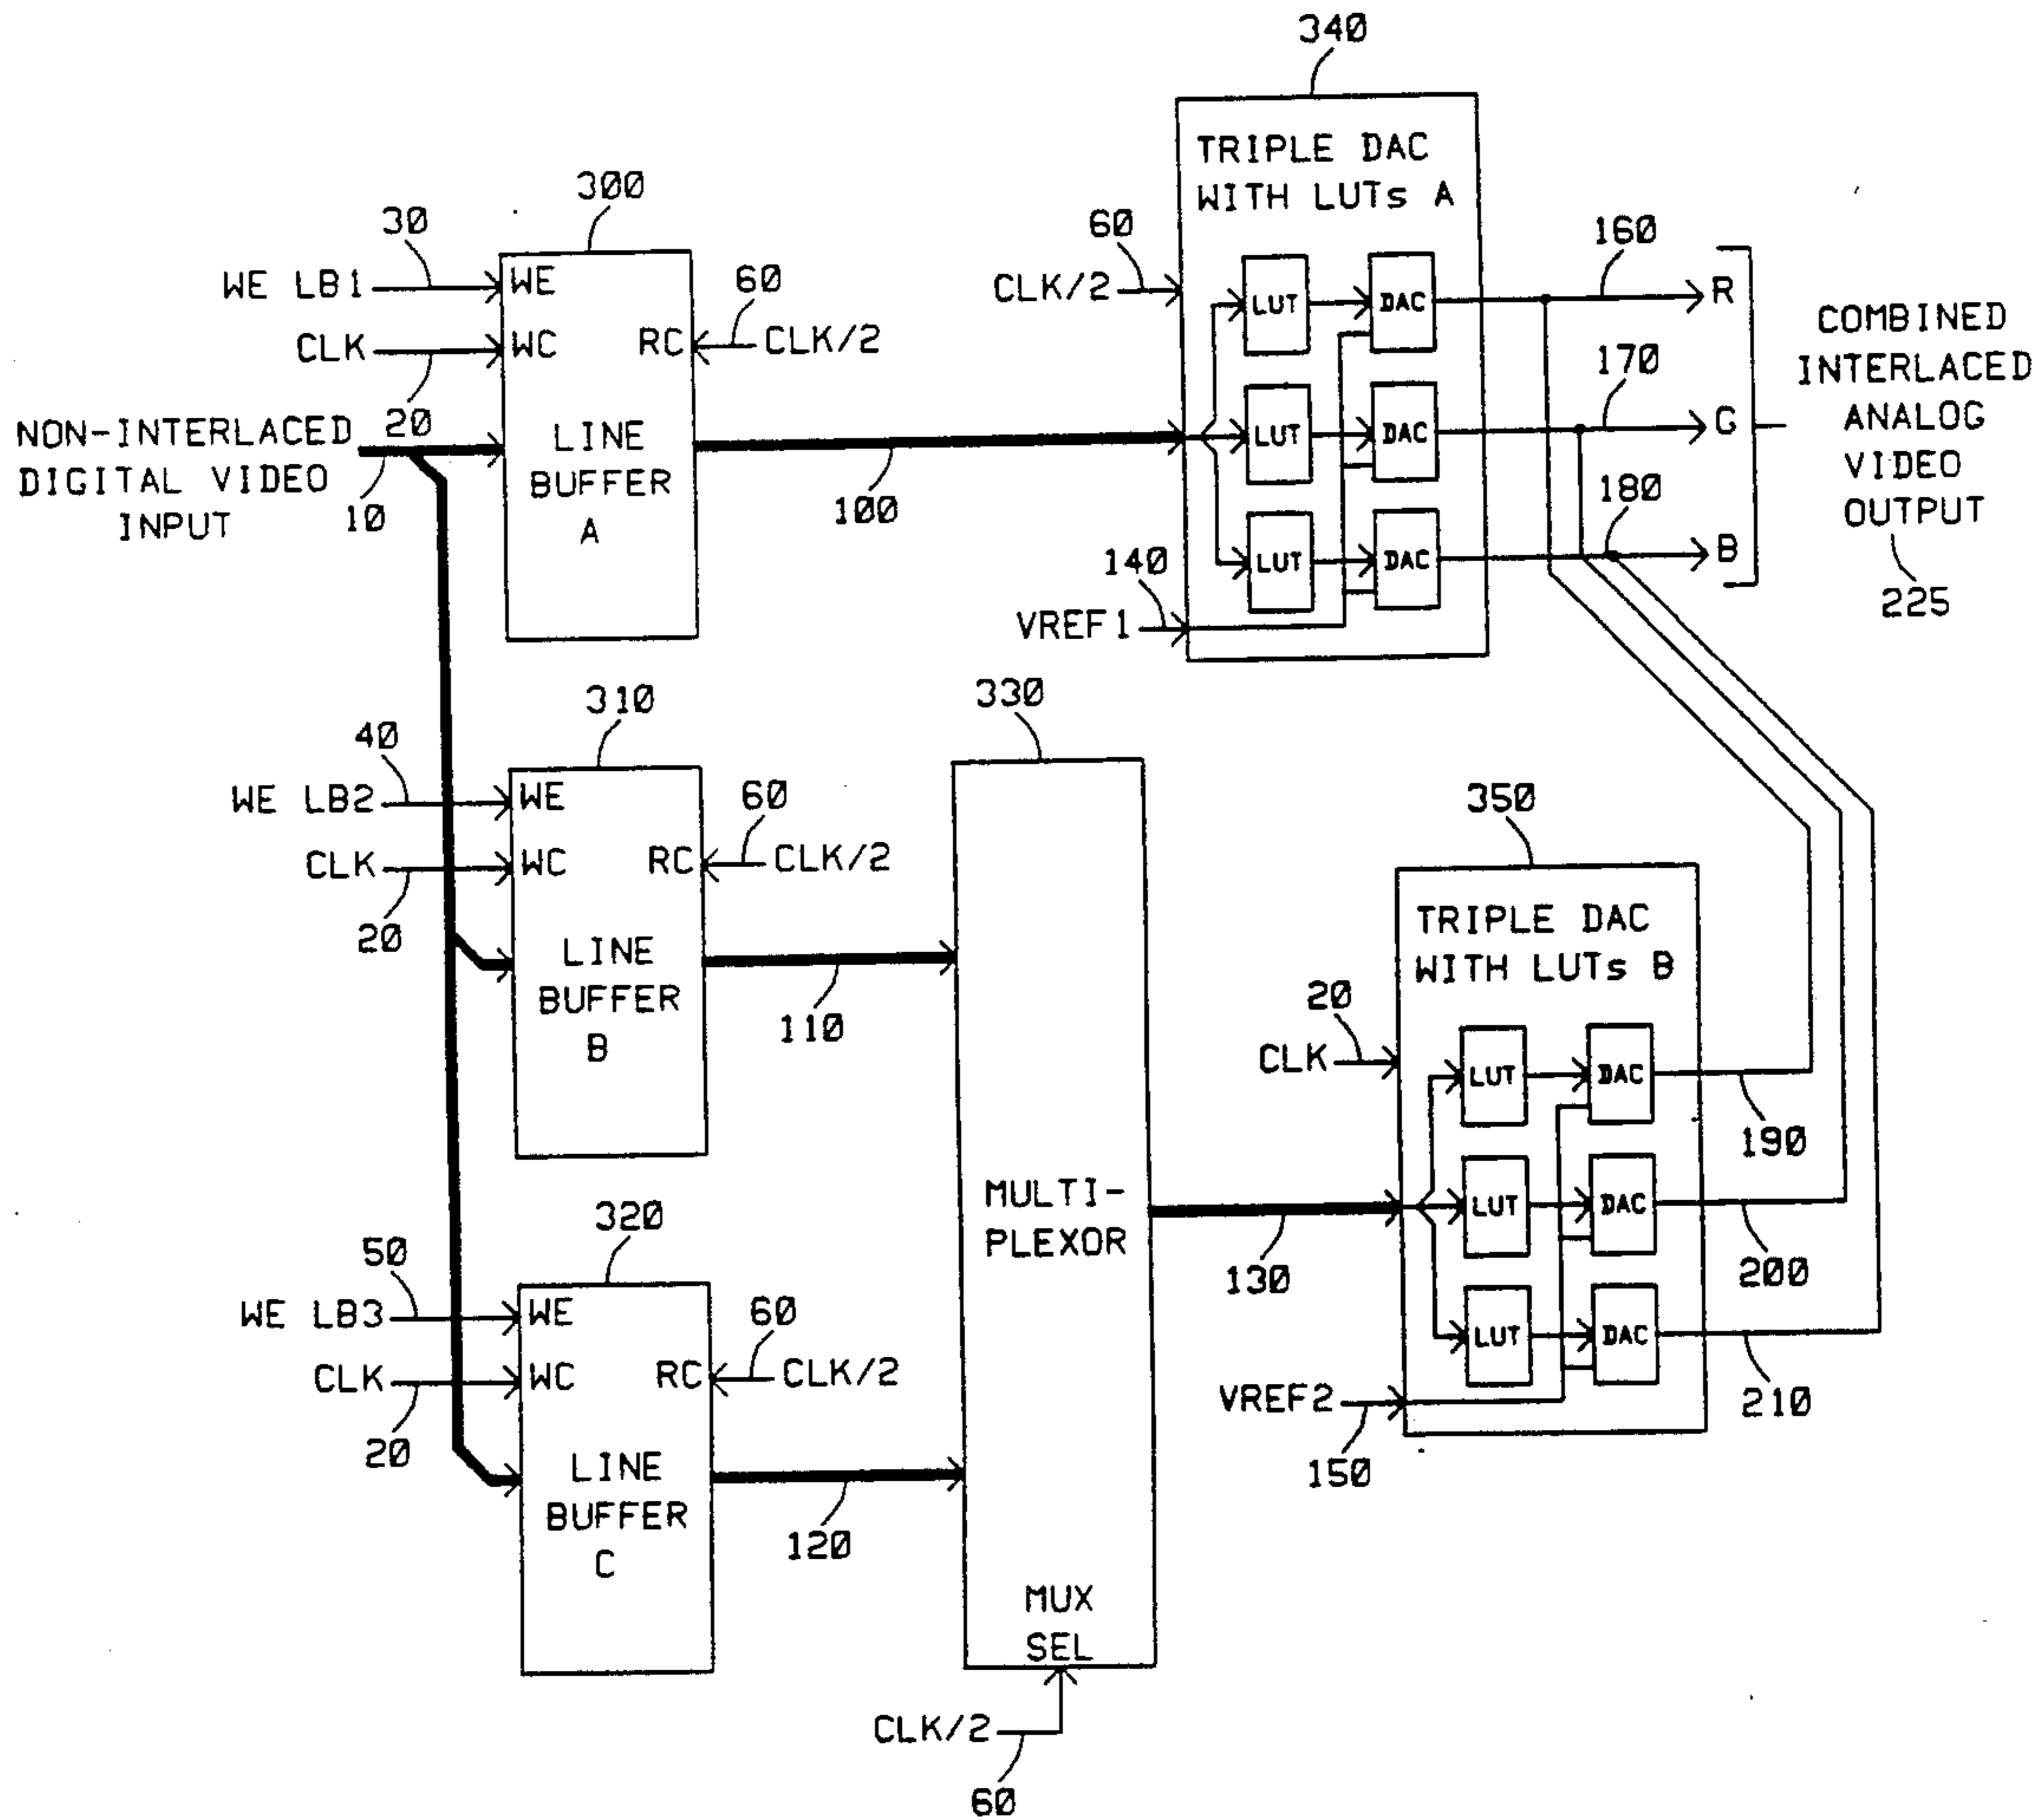 340
TRIPLE DAC
WITH LUTs A
60
CLK/2
LUT
DAC
LUT
DAC
LUT
DAC
140
VREF1
160
R
170
G
180
B
COMBINED
INTERLACED
ANALOG
VIDEO
OUTPUT
225
300
30
WE LB1
WE
CLK
WC
20
RC
60
CLK/2
NON-INTERLACED
DIGITAL VIDEO
INPUT
10
LINE
BUFFER
A
100
310
40
WE LB2
WE
CLK
WC
20
RC
60
CLK/2
LINE
BUFFER
B
110
330
MULTI-
PLEXOR
MUX
SEL
CLK/2
60
130
350
TRIPLE DAC
WITH LUTs B
20
CLK
LUT
DAC
LUT
DAC
LUT
DAC
190
200
210
VREF2
150
320
50
WE LB3
WE
CLK
WC
20
RC
60
CLK/2
LINE
BUFFER
C
120